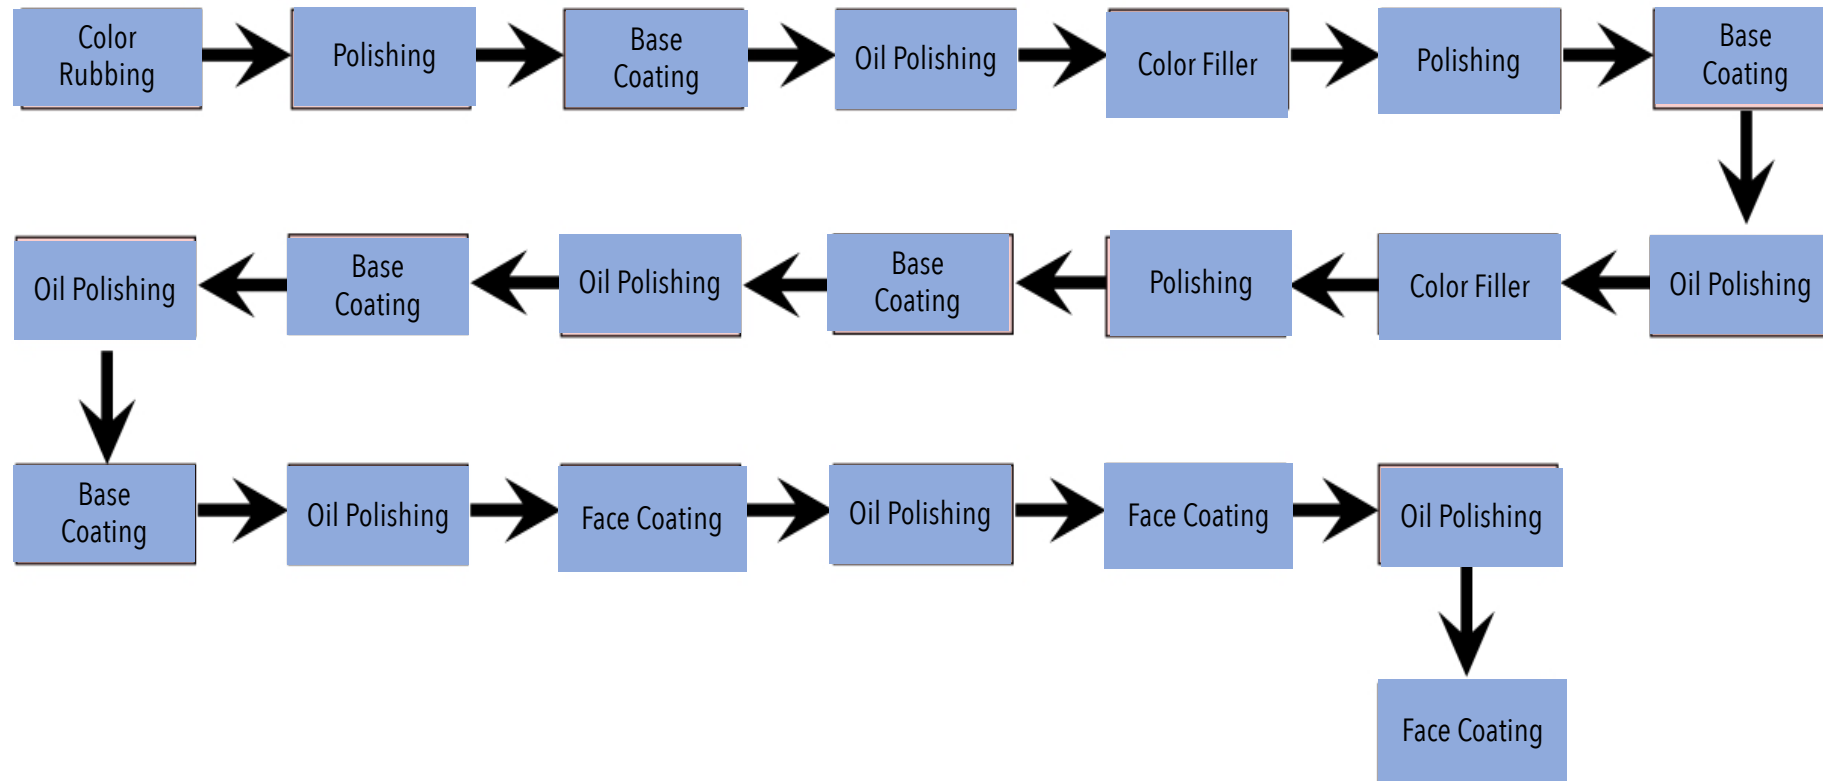 Color
Rubbing
Polishing
Base
Coating
Oil Polishing
Color Filler
Polishing
Base
Coating
Oil Polishing
Color Filler
Polishing
Base
Coating
Oil Polishing
Base
Coating
Oil Polishing
Base
Coating
Oil Polishing
Face Coating
Oil Polishing
Face Coating
Oil Polishing
Face Coating